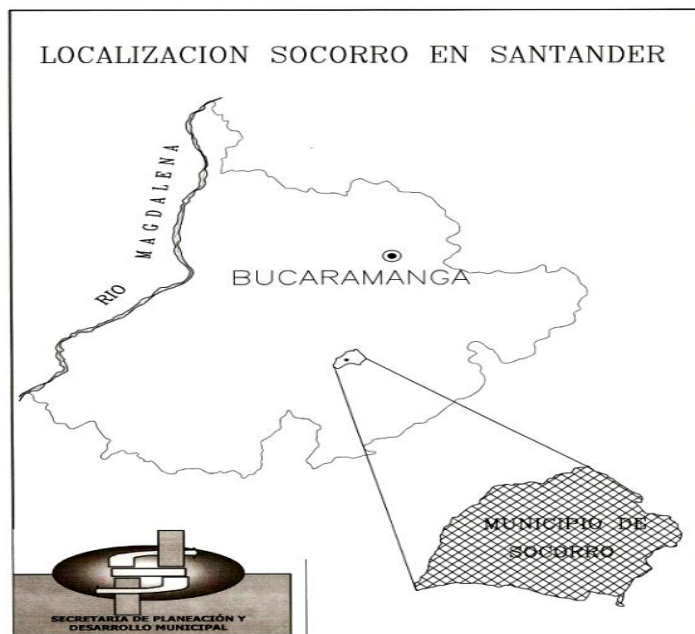 LOCALIZACION SOCORRO EN SANTANDER
RIO MAGDALENA
BUCARAMANGA
MUNICIPIO DE
SOCORRO
SECRETARIA DE PLANEACIÓN Y
DESARROLLO MUNICIPAL